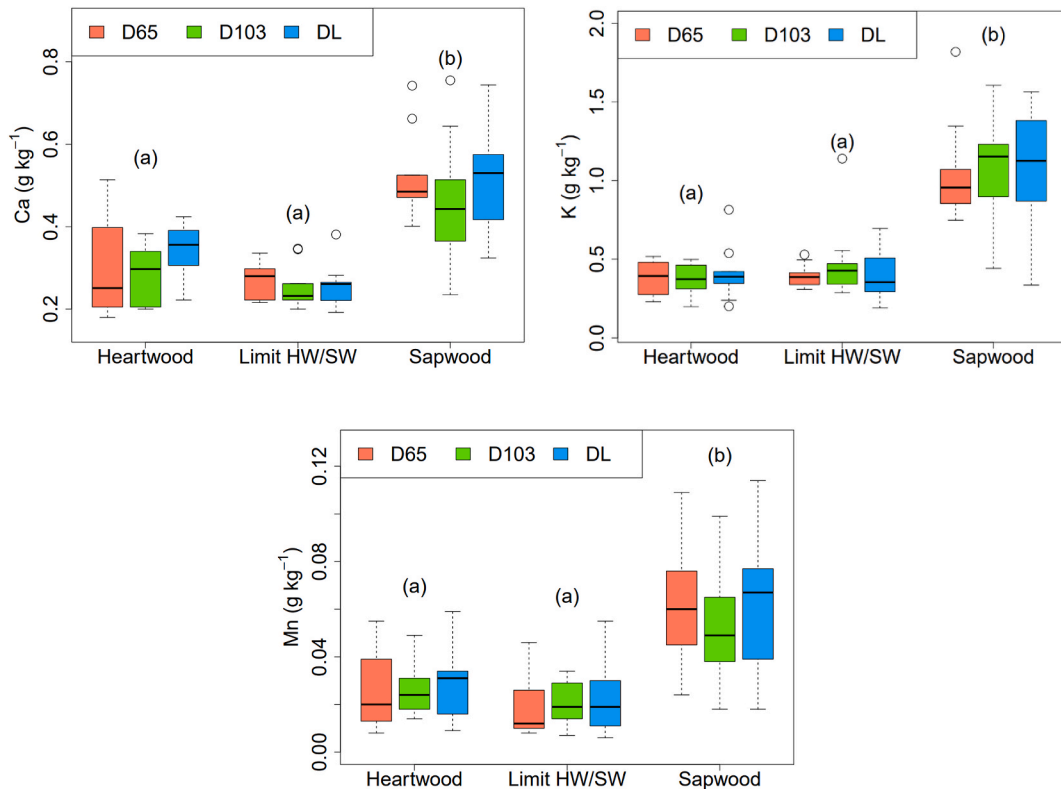 D65 D103 DL
Ca (g kg⁻¹)
0.8
0.6
0.4
0.2
(a)
(a)
(b)
Heartwood Limit HW/SW Sapwood
D65 D103 DL
K (g kg⁻¹)
2.0
1.5
1.0
0.5
0.0
(a)
(a)
(b)
Heartwood Limit HW/SW Sapwood
D65 D103 DL
Mn (g kg⁻¹)
0.12
0.08
0.04
0.00
(a)
(a)
(b)
Heartwood Limit HW/SW Sapwood